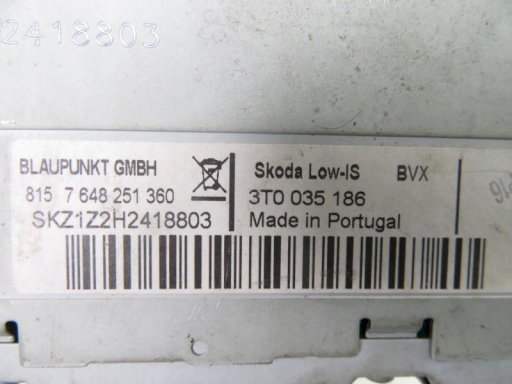 2418803
BLAUPUNKT GMBH
Skoda Low-IS BVX
815 7 648 251 360
3T0 035 186
SKZ1Z2H2418803
Made in Portugal